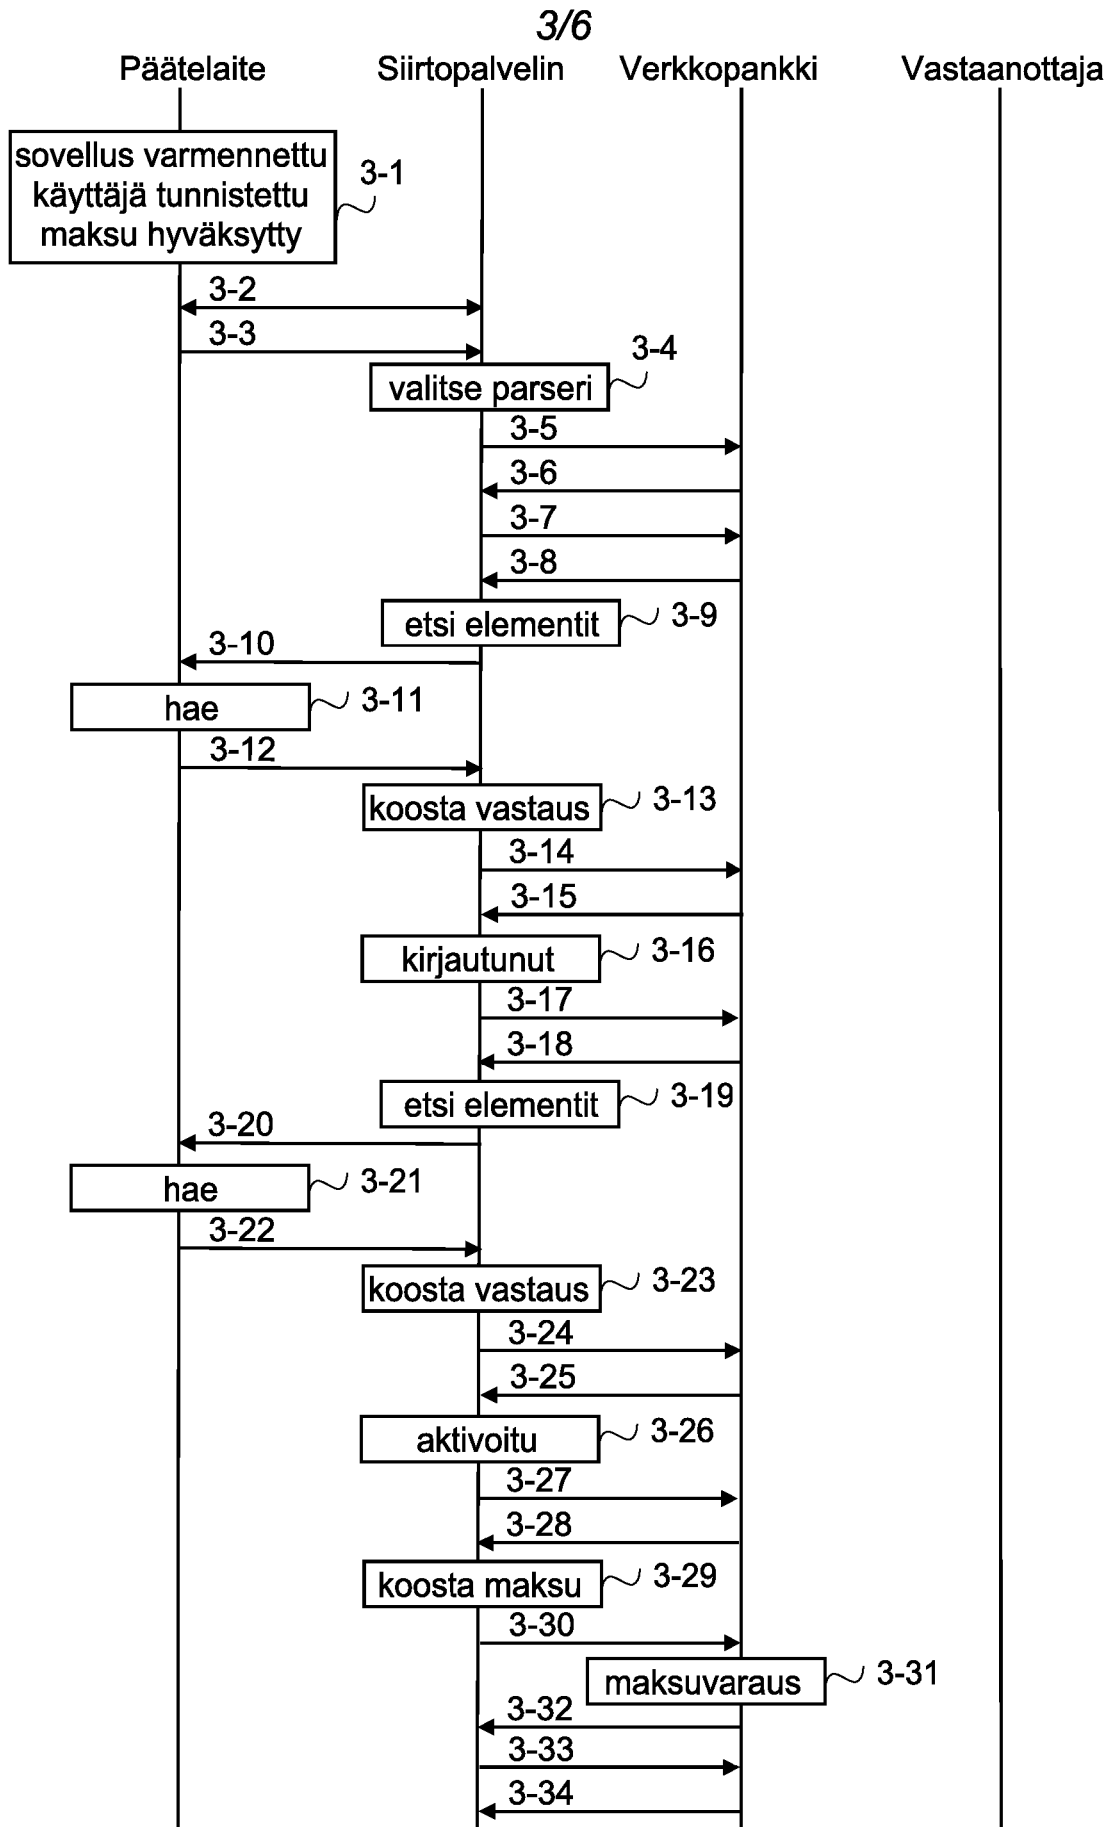 3/6
Päätelaite Siirtopalvelin Verkkopankki Vastaanottaja
sovellus varmennettu
käyttäjä tunnistettu
maksu hyväksytty
3-1
3-2
3-3
3-4
valitse parseri
3-5
3-6
3-7
3-8
etsi elementit 3-9
3-10
hae 3-11
3-12
koosta vastaus 3-13
3-14
3-15
kirjautunut 3-16
3-17
3-18
etsi elementit 3-19
3-20
hae 3-21
3-22
koosta vastaus 3-23
3-24
3-25
aktivoitu 3-26
3-27
3-28
koosta maksu 3-29
3-30
maksuvaraus 3-31
3-32
3-33
3-34